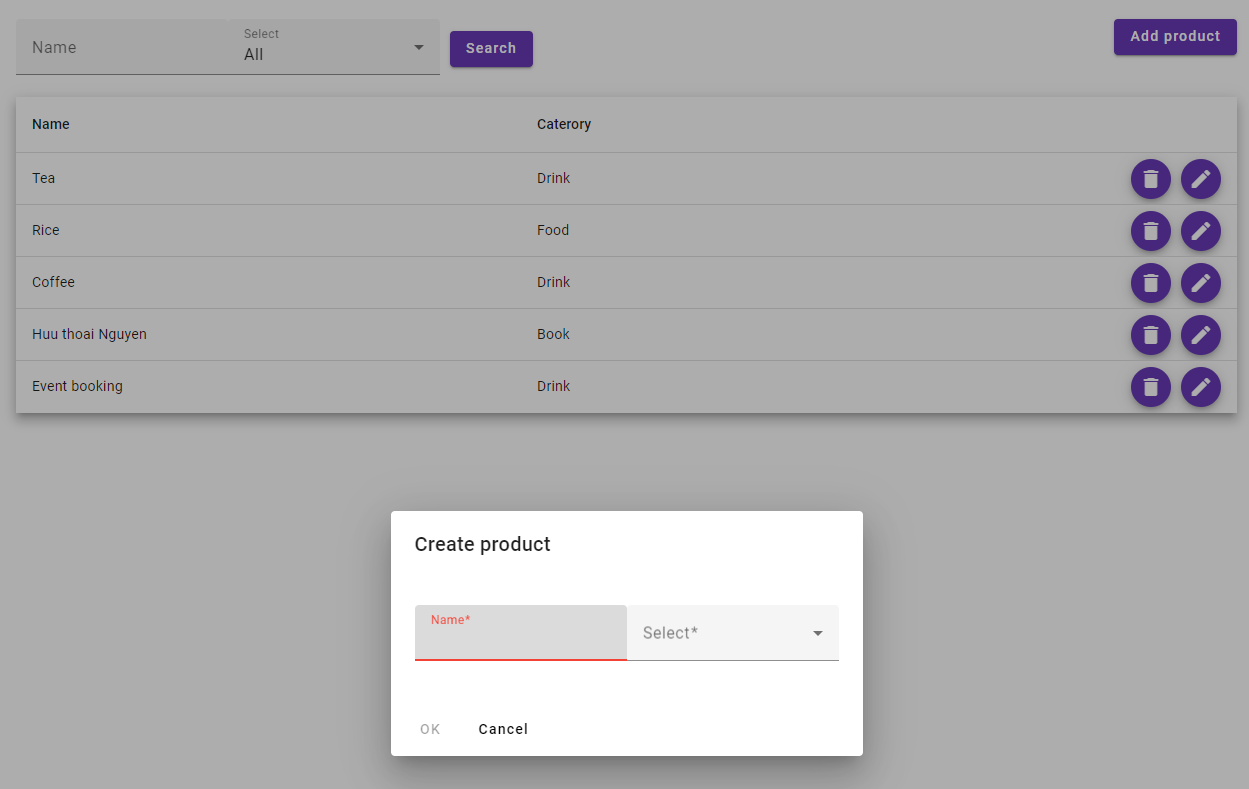 Name
Select
All
Search
Add product
Name Caterory
Tea Drink
Rice Food
Coffee Drink
Huu thoai Nguyen Book
Event booking Drink
Create product
Name*
Select*
OK Cancel